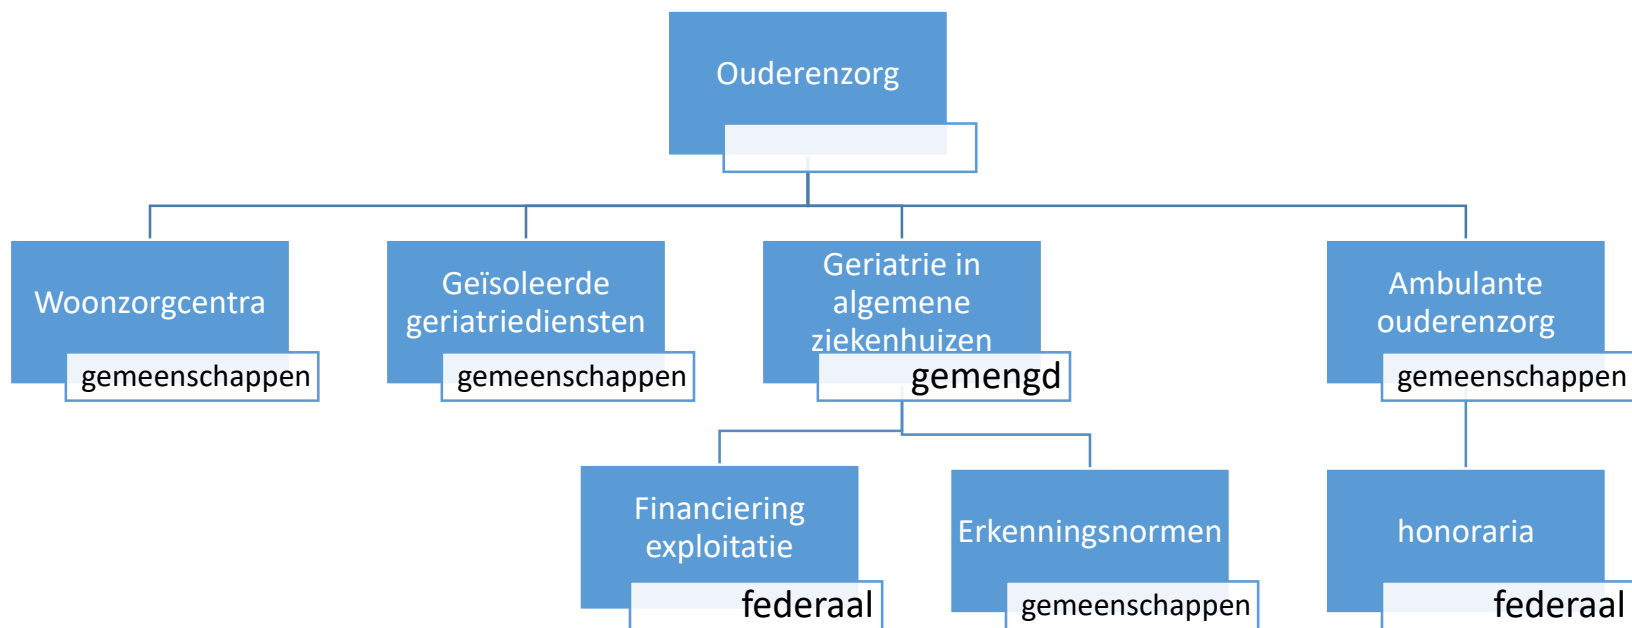 Ouderenzorg
Woonzorgcentra
gemeenschappen
Geïsoleerde
geriatriediensten
gemeenschappen
Geriatrie in
algemene
ziekenhuizen
gemengd
Ambulante
ouderenzorg
gemeenschappen
Financiering
exploitatie
federaal
Erkenningsnormen
gemeenschappen
honoraria
federaal